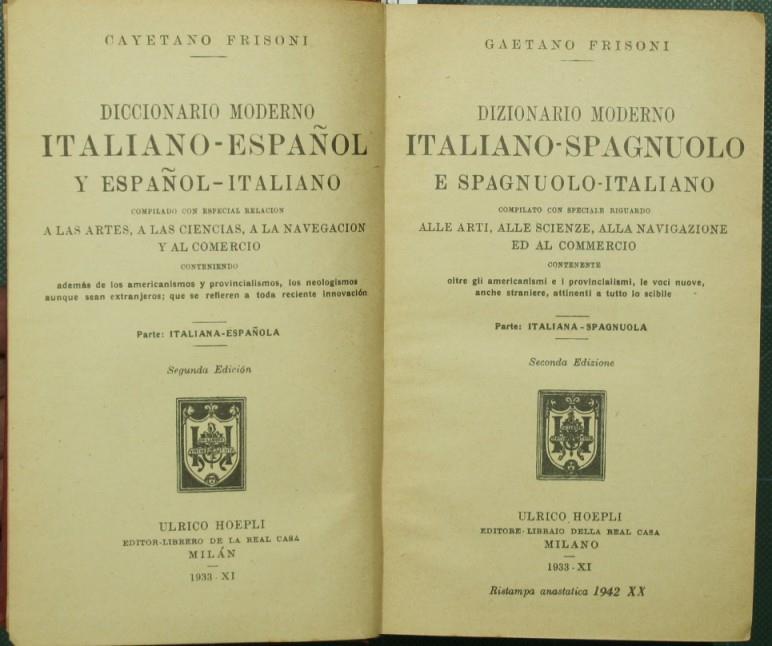 CAYETANO FRISONI
DICCIONARIO MODERNO
ITALIANO-ESPAÑOL
Y ESPAÑOL-ITALIANO
COMPILADO CON ESPECIAL RELACION
A LAS ARTES, A LAS CIENCIAS, A LA NAVEGACION
Y AL COMERCIO
CONTENIENDO
además de los americanismos y provincialismos, los neologismos
aunque sean extranjeros; que se refieren a toda reciente innovación
Parte: ITALIANA-ESPAÑOLA
Segunda Edición
ULRICO HOEPLI
EDITOR-LIBRERO DE LA REAL CASA
MILÁN
1933-XI
GAETANO FRISONI
DIZIONARIO MODERNO
ITALIANO-SPAGNUOLO
E SPAGNUOLO-ITALIANO
COMPILATO CON SPECIALE RIGUARDO
ALLE ARTI, ALLE SCIENZE, ALLA NAVIGAZIONE
ED AL COMMERCIO
CONTENENTE
oltre gli americanismi e i provincialismi, le voci nuove,
anche straniere, attinenti a tutto lo scibile
Parte: ITALIANA-SPAGNUOLA
Seconda Edizione
ULRICO HOEPLI
EDITORE-LIBRAIO DELLA REAL CASA
MILANO
1933-XI
Ristampa anastatica 1942 XX